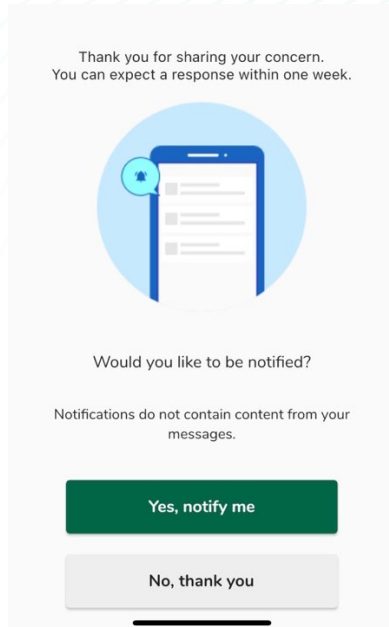 Thank you for sharing your concern.
You can expect a response within one week.
Would you like to be notified?
Notifications do not contain content from your
messages.
Yes, notify me
No, thank you